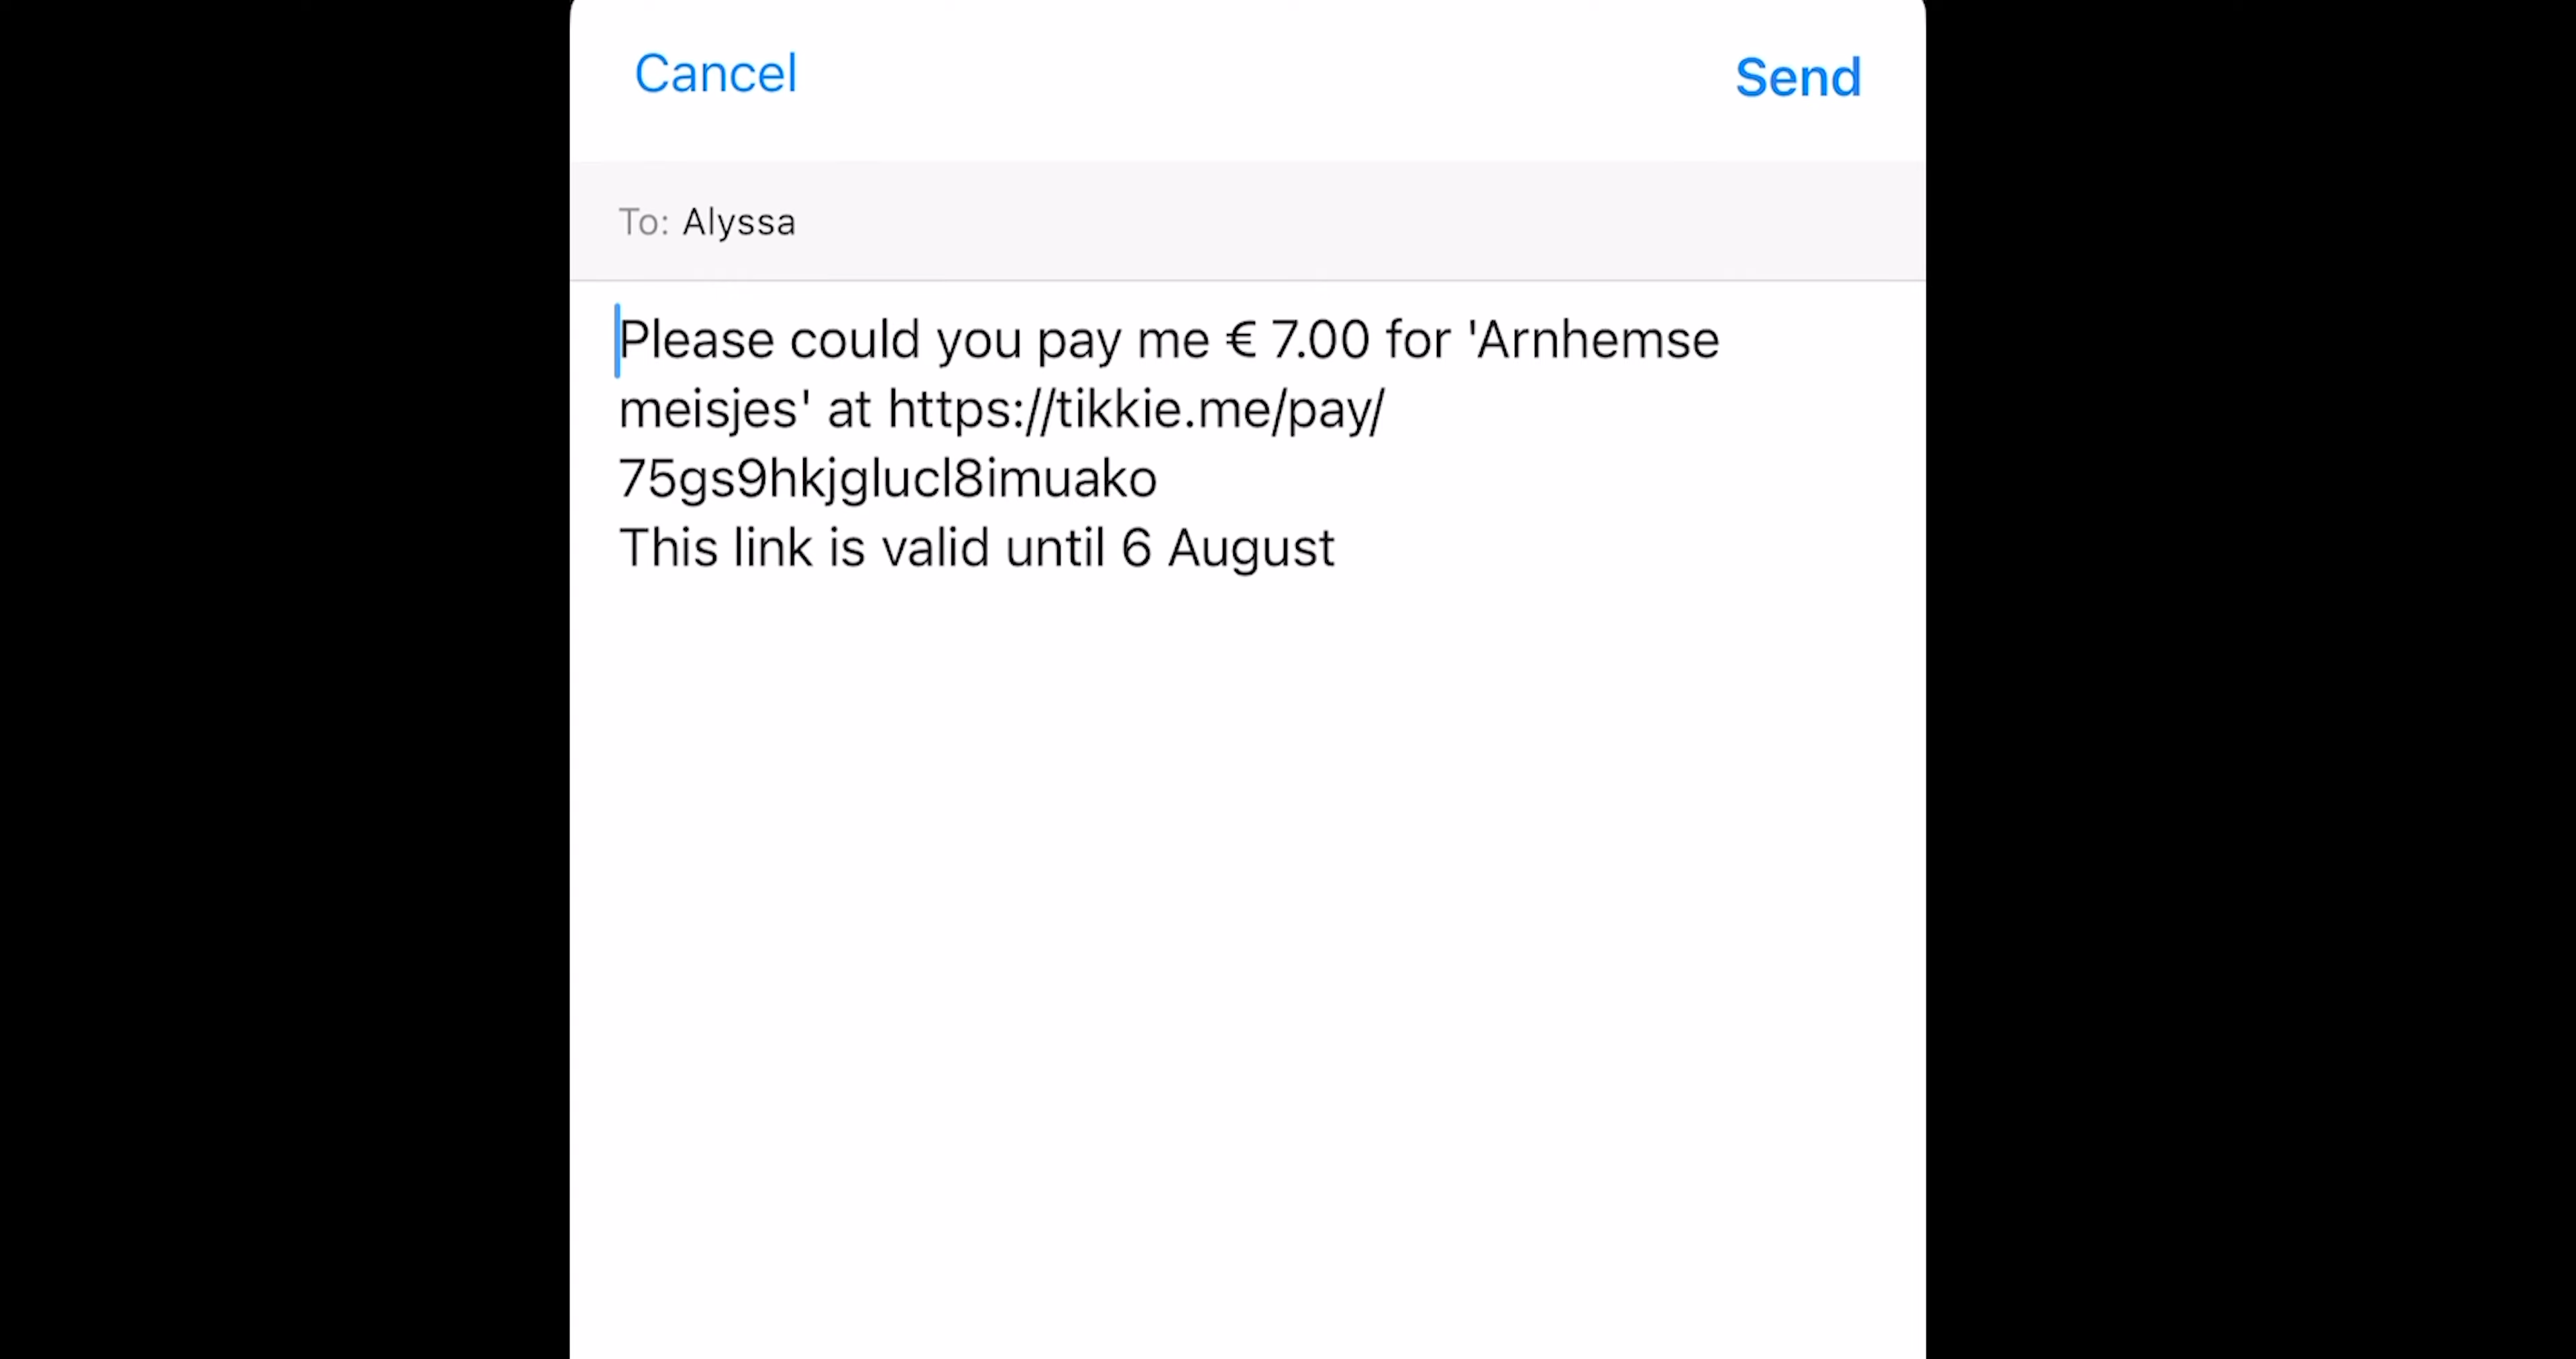 Cancel
Send
To: Alyssa
Please could you pay me € 7.00 for 'Arnhemse
meisjes' at https://tikkie.me/pay/
75gs9hkjglucl8imuako
This link is valid until 6 August